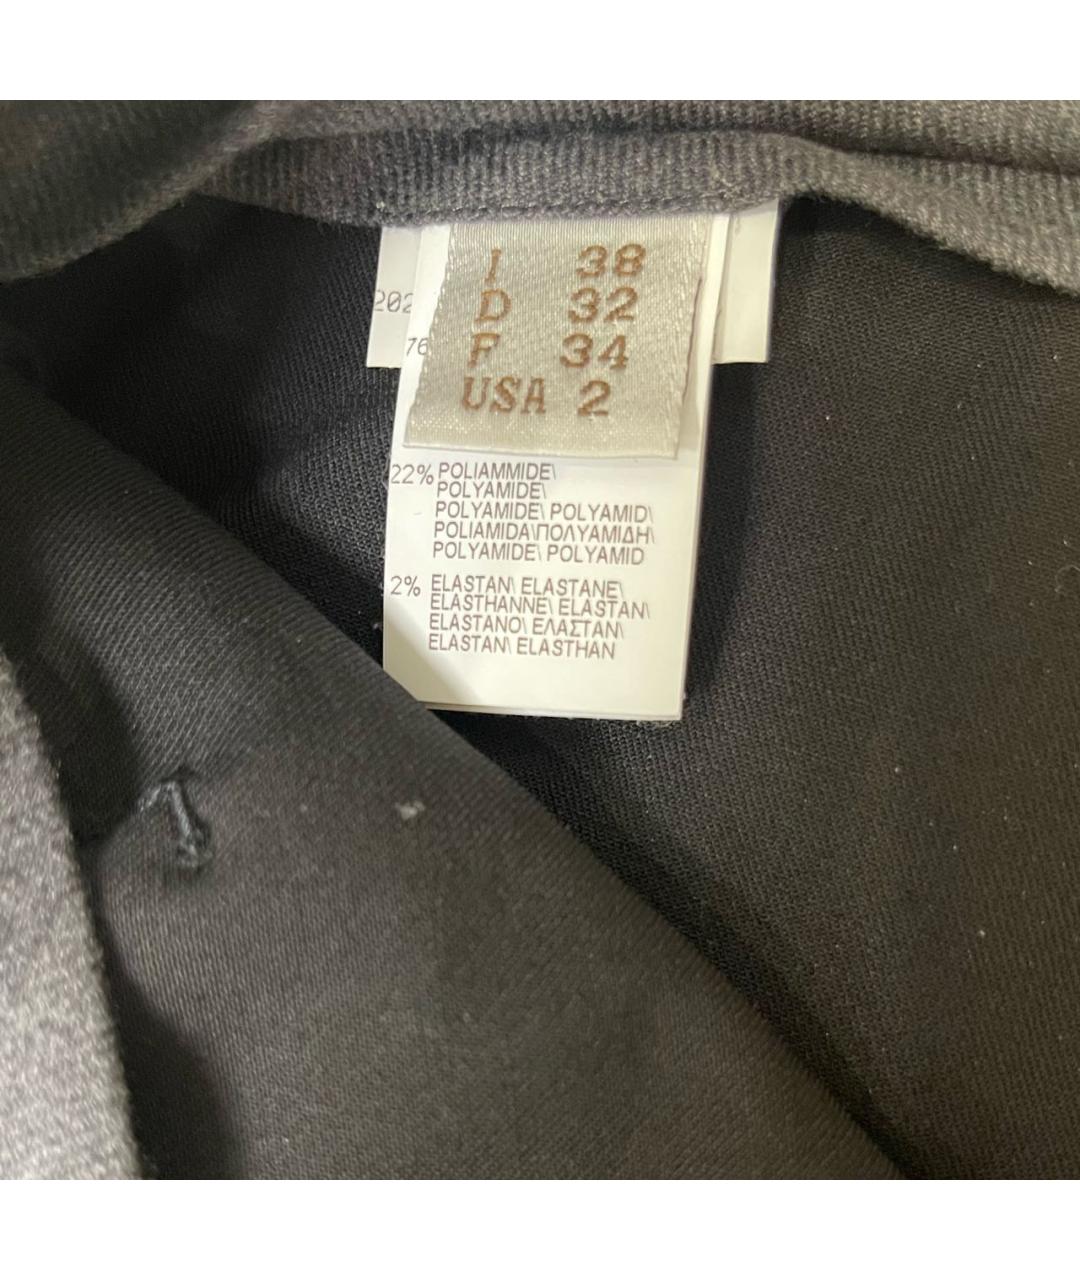 I 38
D 32
F 34
USA 2
202
76
22% POLIAMMIDE\
POLYAMIDE\
POLYAMIDE\ POLYAMID\
POLIAMIDA\ΠΟΛΥΑΜΙΔΗ\
POLYAMIDE\ POLYAMID
2% ELASTAN\ ELASTANE\
ELASTHANNE\ ELASTAN\
ELASTANO\ ΕΛΑΣΤΑΝ\
ELASTAN\ ELASTHAN